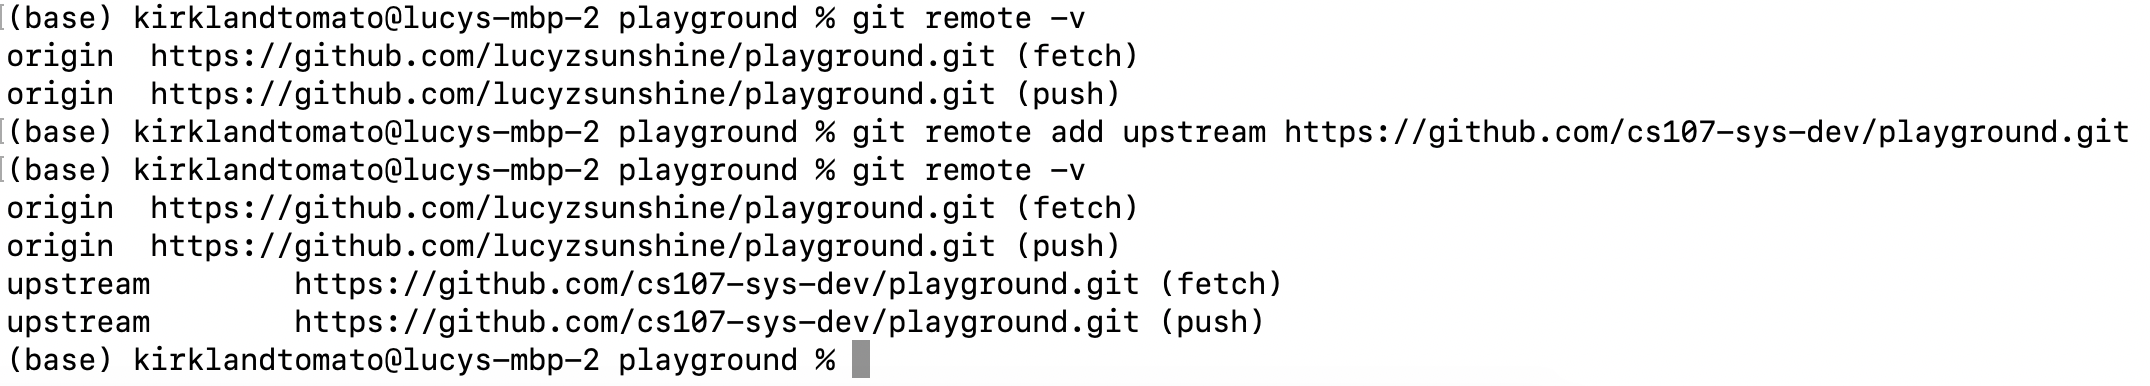 (base) kirklandtomato@lucys-mbp-2 playground % git remote -v
origin  https://github.com/lucyzsunshine/playground.git (fetch)
origin  https://github.com/lucyzsunshine/playground.git (push)
(base) kirklandtomato@lucys-mbp-2 playground % git remote add upstream https://github.com/cs107-sys-dev/playground.git
(base) kirklandtomato@lucys-mbp-2 playground % git remote -v
origin  https://github.com/lucyzsunshine/playground.git (fetch)
origin  https://github.com/lucyzsunshine/playground.git (push)
upstream        https://github.com/cs107-sys-dev/playground.git (fetch)
upstream        https://github.com/cs107-sys-dev/playground.git (push)
(base) kirklandtomato@lucys-mbp-2 playground %